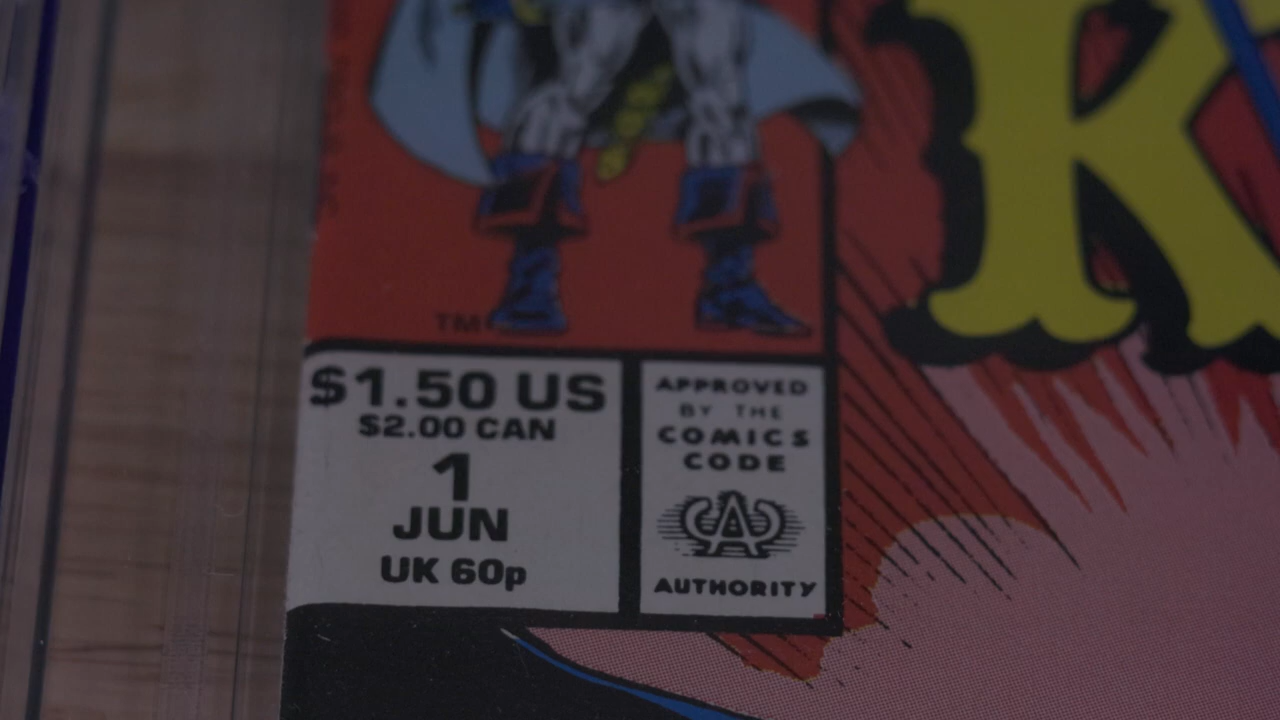 K
TM
$1.50 US
$2.00 CAN
1
JUN
UK 60p
APPROVED
BY THE
COMICS
CODE
CA
AUTHORITY